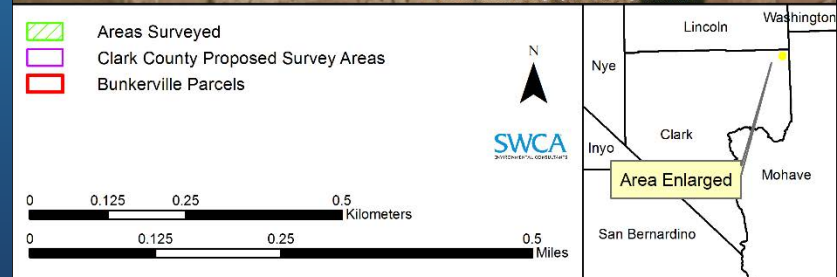 Areas Surveyed
Clark County Proposed Survey Areas
Bunkerville Parcels
N
SWCA
ENVIRONMENTAL CONSULTANTS
0 0.125 0.25 0.5
Kilometers
0 0.125 0.25 0.5
Miles
Lincoln
Washington
Nye
Clark
Inyo
Area Enlarged
Mohave
San Bernardino